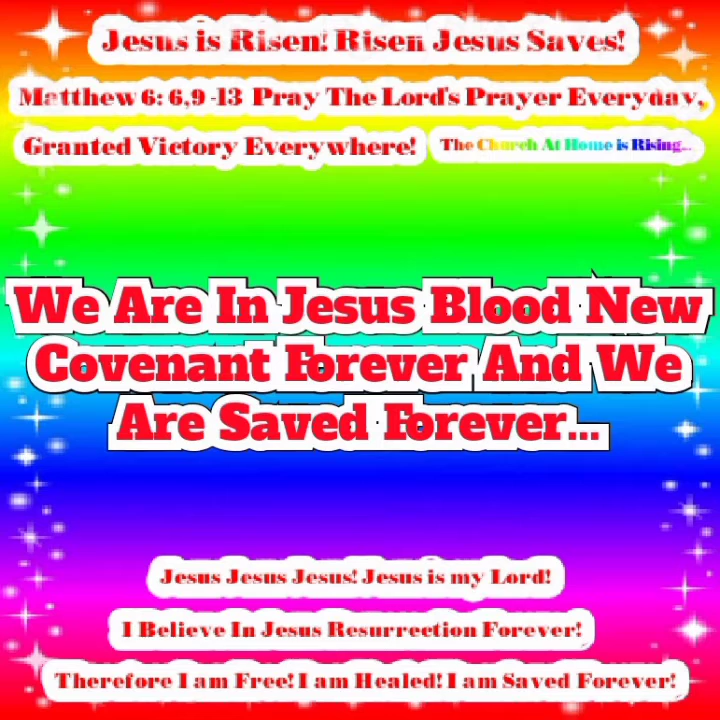 Jesus is Risen! Risen Jesus Saves!
Matthew 6: 6,9 -13 Pray The Lord's Prayer Everyday,
Granted Victory Everywhere! The Church At Home is Rising...
We Are In Jesus Blood New
Covenant Forever And We
Are Saved Forever...
Jesus Jesus Jesus! Jesus is my Lord!
I Believe In Jesus Resurrection Forever!
Therefore I am Free! I am Healed! I am Saved Forever!